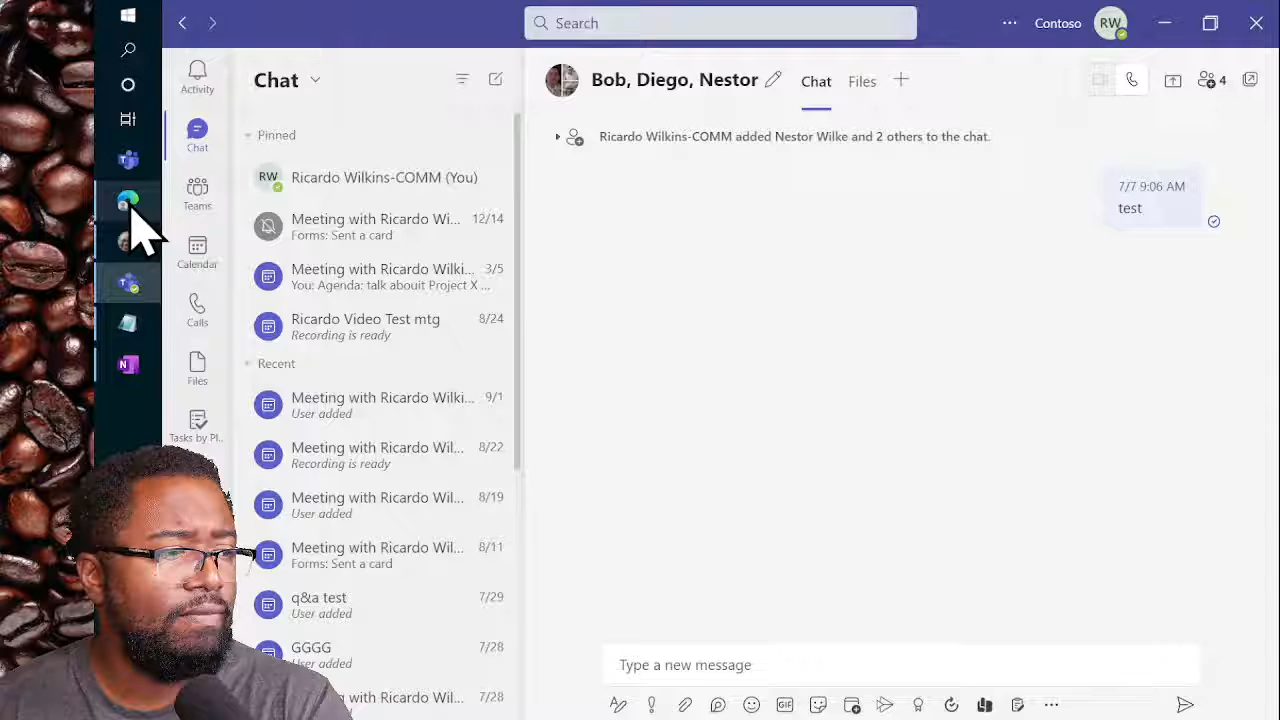 Search
Contoso
RW
Activity
Chat
Teams
Calendar
Calls
Files
Tasks by Pl...
Chat
Pinned
RW
Ricardo Wilkins-COMM (You)
Meeting with Ricardo Wi... 12/14
Forms: Sent a card
Meeting with Ricardo Wilki... 3/5
You: Agenda: talk abouit Project X ...
Ricardo Video Test mtg 8/24
Recording is ready
Recent
Meeting with Ricardo Wilki... 9/1
User added
Meeting with Ricardo Wil... 8/22
Recording is ready
Meeting with Ricardo Wil... 8/19
User added
Meeting with Ricardo Wil... 8/11
Forms: Sent a card
q&a test 7/29
User added
GGGG 7/28
User added
with Ricardo Wil... 7/28
Bob, Diego, Nestor
Chat
Files
4
Ricardo Wilkins-COMM added Nestor Wilke and 2 others to the chat.
7/7 9:06 AM
test
Type a new message
GIF
N